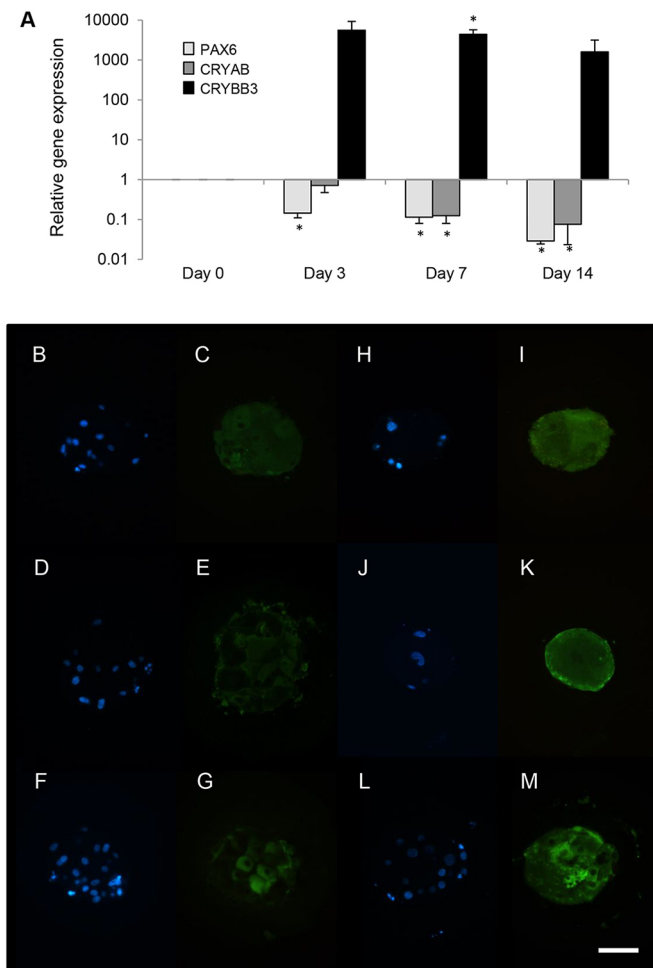 A
Relative gene expression
10000
1000
100
10
1
0.1
0.01
PAX6
CRYAB
CRYBB3
*
*
* *
* *
Day 0 Day 3 Day 7 Day 14
B C H I
D E J K
F G L M